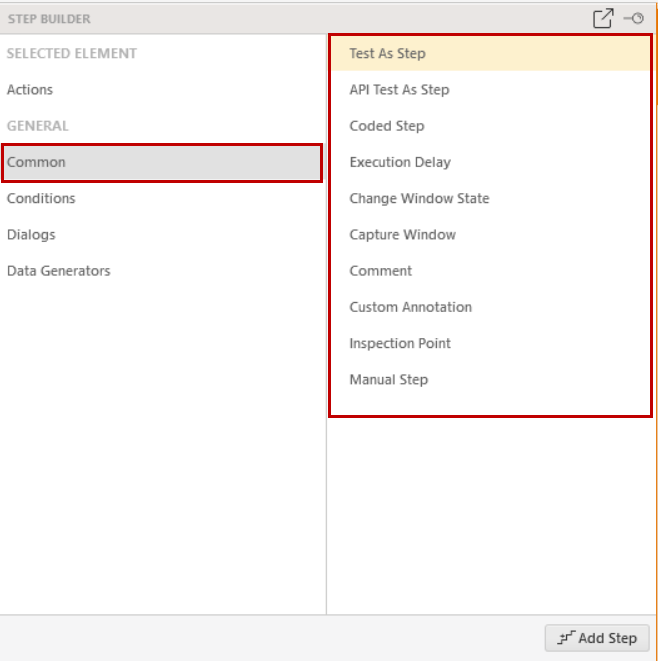 STEP BUILDER
SELECTED ELEMENT
Actions
GENERAL
Common
Conditions
Dialogs
Data Generators
Test As Step
API Test As Step
Coded Step
Execution Delay
Change Window State
Capture Window
Comment
Custom Annotation
Inspection Point
Manual Step
Add Step